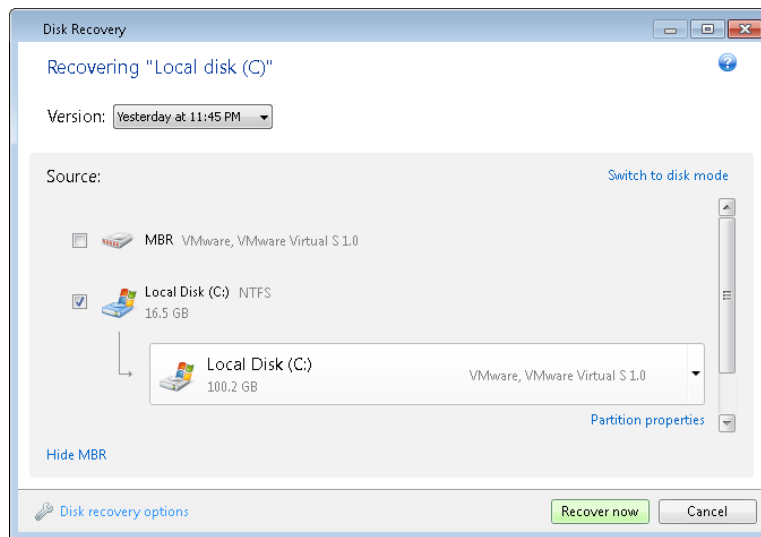 Disk Recovery
Recovering "Local disk (C)"
Version: Yesterday at 11:45 PM
Source:
Switch to disk mode
MBR VMware, VMware Virtual S 1.0
Local Disk (C:) NTFS
16.5 GB
Local Disk (C:)
100.2 GB
VMware, VMware Virtual S 1.0
Partition properties
Hide MBR
Disk recovery options
Recover now
Cancel